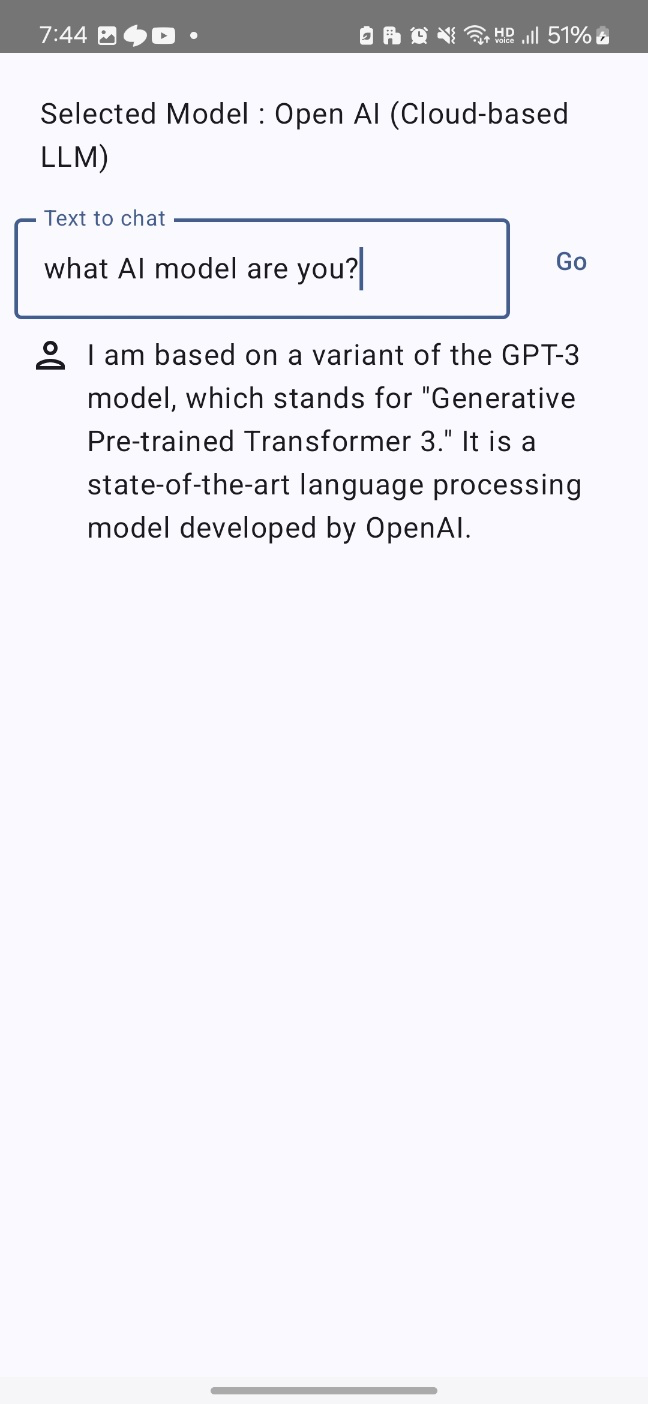 7:44 HD voice 51%
Selected Model : Open AI (Cloud-based
LLM)
Text to chat
what AI model are you?
Go
I am based on a variant of the GPT-3
model, which stands for "Generative
Pre-trained Transformer 3." It is a
state-of-the-art language processing
model developed by OpenAI.